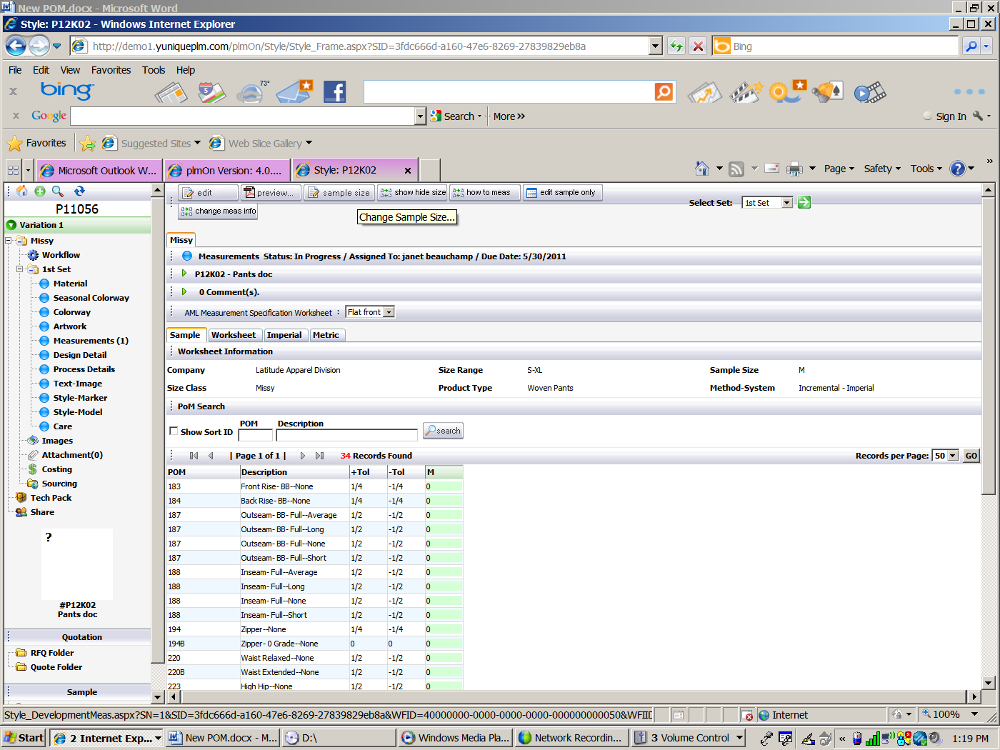 New POM.docx - Microsoft Word
Style: P12K02 - Windows Internet Explorer
http://demo1.yuniqueplm.com/plmOn/Style/Style_Frame.aspx?SID=3fdc666d-a160-47e6-8269-27839829eb8a
Bing
File Edit View Favorites Tools Help
bing 73°
Google Search More »» Sign In
Favorites Suggested Sites Web Slice Gallery
Microsoft Outlook W... plmOn Version: 4.0.... Style: P12K02 Page Safety Tools »
edit preview... sample size show hide size how to meas edit sample only
change meas info Select Set: 1st Set
Change Sample Size...
P11056
Variation 1
Missy
Workflow
1st Set
Material
Seasonal Colorway
Colorway
Artwork
Measurements (1)
Design Detail
Process Details
Text-Image
Style-Marker
Style-Model
Care
Images
Attachment(0)
Costing
Sourcing
Tech Pack
Share
?
#P12K02
Pants doc
Quotation
RFQ Folder
Quote Folder
Sample
Missy
Measurements Status: In Progress / Assigned To: janet beauchamp / Due Date: 5/30/2011
P12K02 - Pants doc
0 Comment(s).
AML Measurement Specification Worksheet : Flat front
Sample Worksheet Imperial Metric
Worksheet Information
Company Latitude Apparel Division Size Range S-XL Sample Size M
Size Class Missy Product Type Woven Pants Method-System Incremental - Imperial
PoM Search
Show Sort ID POM Description search
| Page 1 of 1 | 34 Records Found Records per Page: 50 GO
POM Description +Tol -Tol M
183 Front Rise- BB--None 1/4 -1/4 0
184 Back Rise- BB--None 1/4 -1/4 0
187 Outseam- BB- Full--Average 1/2 -1/2 0
187 Outseam- BB- Full--Long 1/2 -1/2 0
187 Outseam- BB- Full--None 1/2 -1/2 0
187 Outseam- BB- Full--Short 1/2 -1/2 0
188 Inseam- Full--Average 1/2 -1/2 0
188 Inseam- Full--Long 1/2 -1/2 0
188 Inseam- Full--None 1/2 -1/2 0
188 Inseam- Full--Short 1/2 -1/2 0
194 Zipper--None 1/4 -1/4 0
194B Zipper- 0 Grade--None 0 0 0
220 Waist Relaxed--None 1/2 -1/2 0
220B Waist Extended--None 1/2 -1/2 0
223 High Hip--None 1/2 -1/2 0
Style_DevelopmentMeas.aspx?SN=1&SID=3fdc666d-a160-47e6-8269-27839829eb8a&WFID=40000000-0000-0000-0000-000000000050&WFIID Internet 100%
Start 2 Internet Exp... New POM.docx - M... D:\ Windows Media Pla... Network Recordin... 3 Volume Control « 1:19 PM